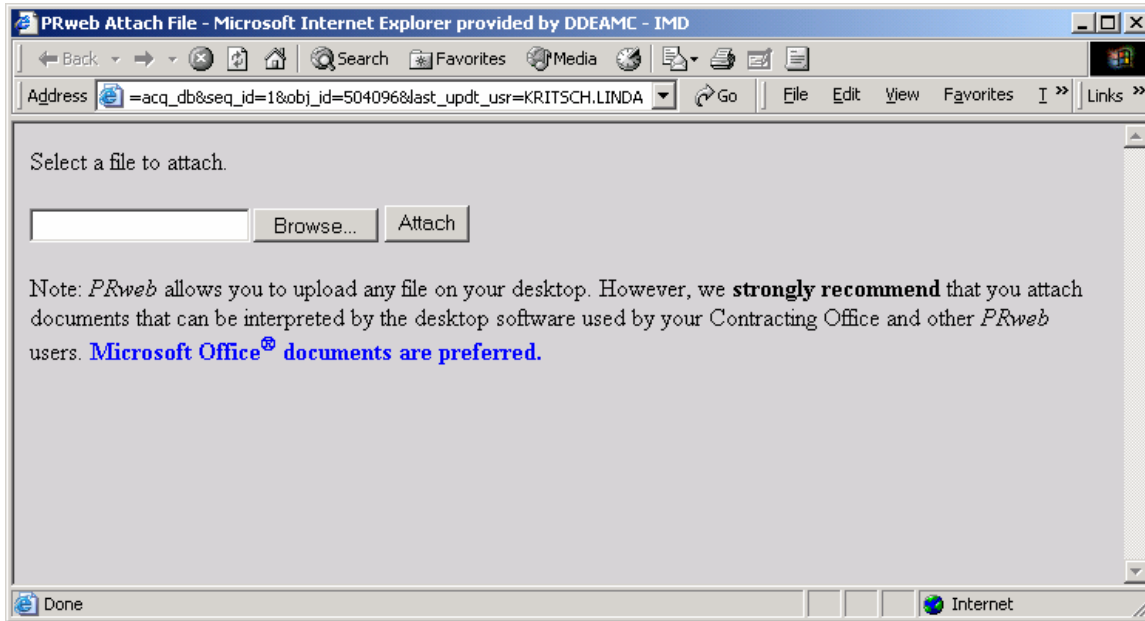 PRweb Attach File - Microsoft Internet Explorer provided by DDEAMC - IMD
Back Search Favorites Media
Address =acq_db&seq_id=1&obj_id=504096&last_updt_usr=KRITSCH.LINDA Go File Edit View Favorites T » Links »
Select a file to attach.
Browse... Attach
Note: PRweb allows you to upload any file on your desktop. However, we strongly recommend that you attach
documents that can be interpreted by the desktop software used by your Contracting Office and other PRweb
users. Microsoft Office® documents are preferred.
Done Internet